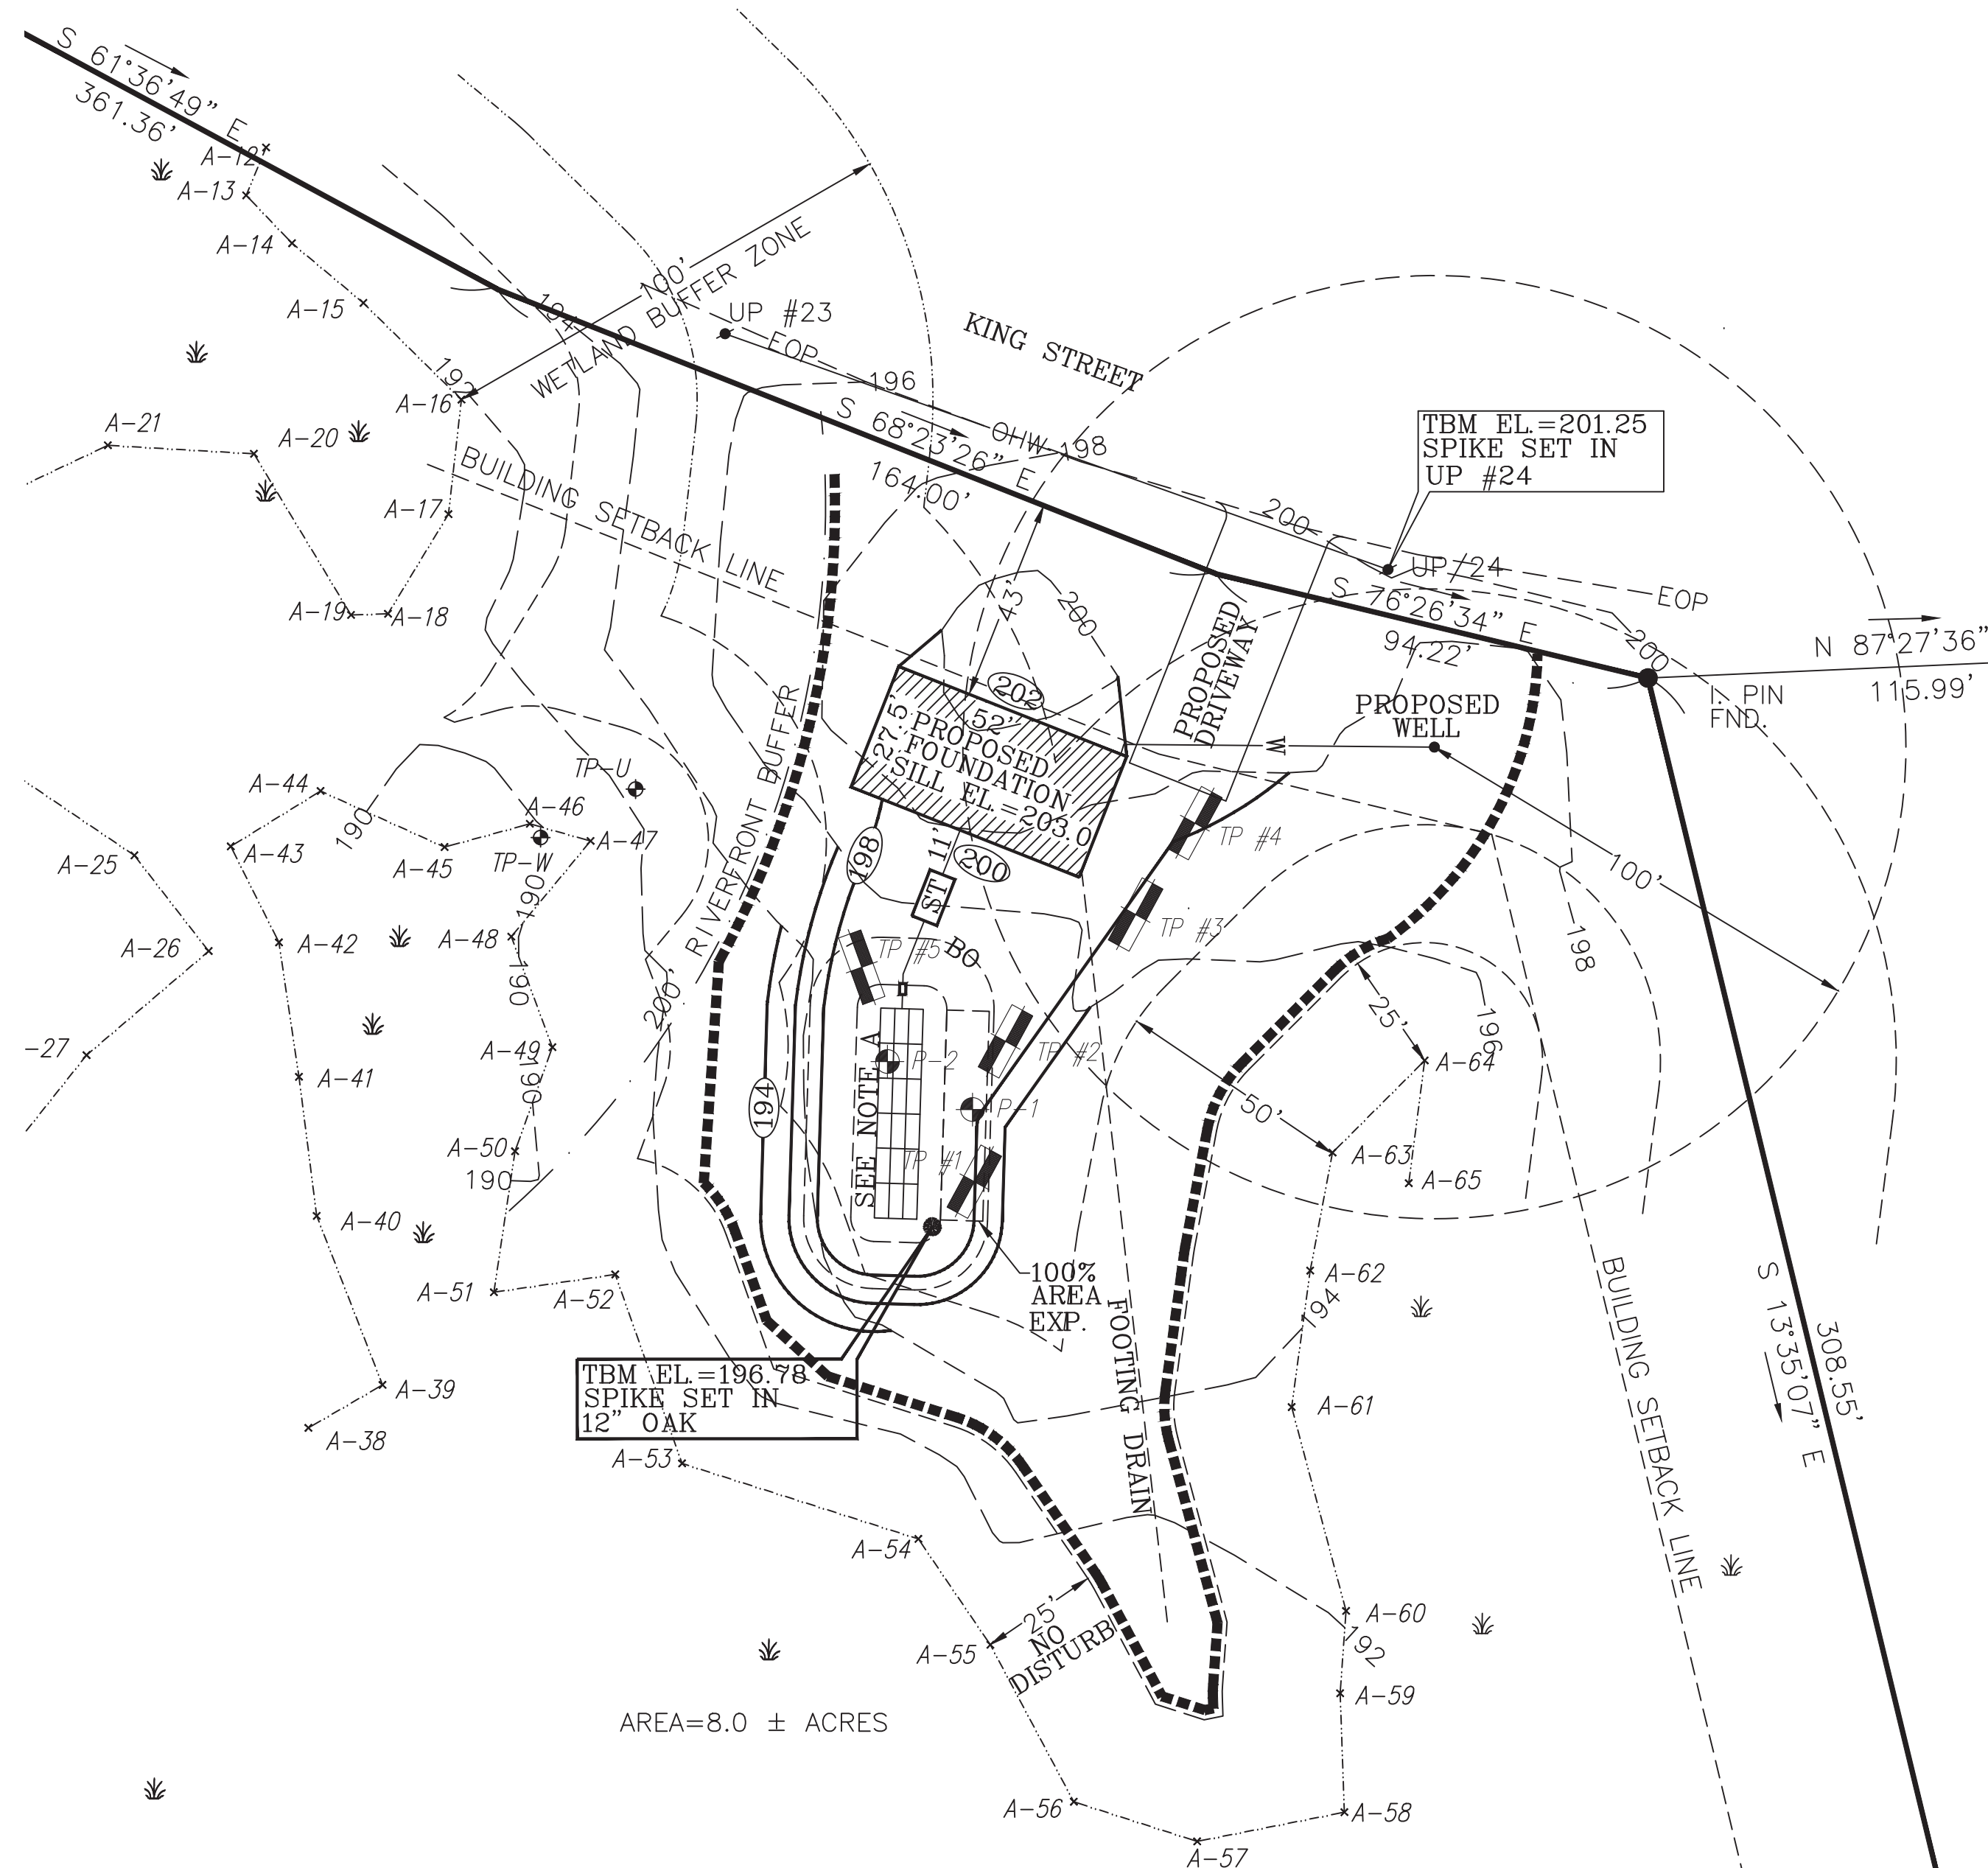 S 61°36'49" E
361.36'
A-12
A-13
A-14
A-15
A-16
A-17
A-18
A-19
A-20
A-21
194
192
100'
WETLAND BUFFER ZONE
UP #23
EOP
196
KING STREET
S 68°23'26" E
164.00'
OHW
198
TBM EL.=201.25
SPIKE SET IN
UP #24
200
UP #24
EOP
S 76°26'34" E
94.22'
200
N 87°27'36"
115.99'
I. PIN
FND.
BUILDING SETBACK LINE
43'
200
PROPOSED
DRIVEWAY
PROPOSED
WELL
W
202
52'
27.5'
PROPOSED
FOUNDATION
SILL EL.=203.0
198
200
11'
ST
200' RIVERFRONT BUFFER
TP-U
TP-W
A-44
A-46
A-47
A-43
A-45
190
190
A-25
A-26
-27
A-42
A-48
190
A-49
190
A-41
A-50
190
A-40
A-51
A-52
A-39
A-38
TP #4
TP #3
TP #5
BO
TP #2
P-2
P-1
TP #1
SEE NOTE A
194
100%
AREA
EXP.
FOOTING DRAIN
100'
198
196
25'
50'
A-64
A-63
A-65
A-62
194
A-61
A-60
192
A-59
A-58
A-57
A-56
A-55
A-54
A-53
TBM EL.=196.78
SPIKE SET IN
12" OAK
25'
NO
DISTURB
AREA=8.0 ± ACRES
BUILDING SETBACK LINE
S 13°35'07" E
308.55'